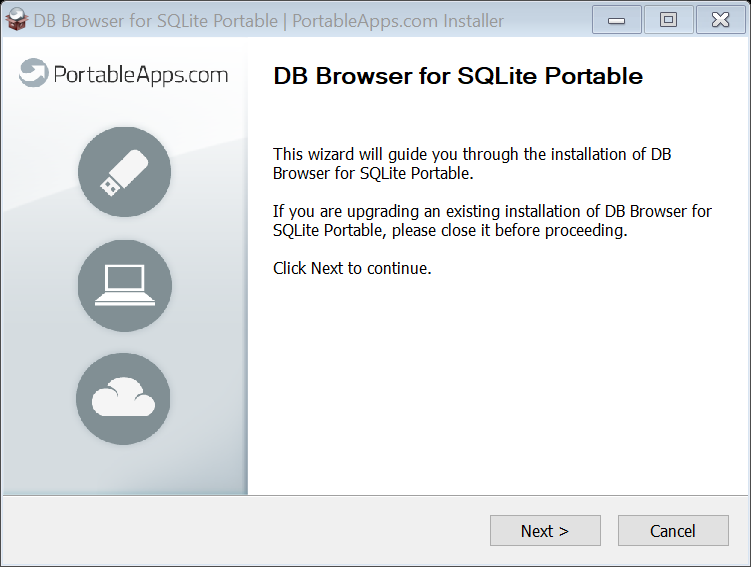 DB Browser for SQLite Portable | PortableApps.com Installer
PortableApps.com
DB Browser for SQLite Portable
This wizard will guide you through the installation of DB
Browser for SQLite Portable.
If you are upgrading an existing installation of DB Browser for
SQLite Portable, please close it before proceeding.
Click Next to continue.
Next >
Cancel